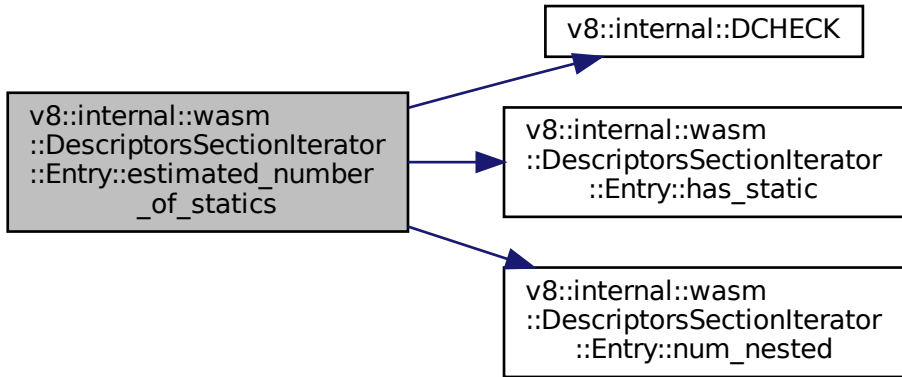 v8::internal::wasm
::DescriptorsSectionIterator
::Entry::estimated_number
_of_statics
v8::internal::DCHECK
v8::internal::wasm
::DescriptorsSectionIterator
::Entry::has_static
v8::internal::wasm
::DescriptorsSectionIterator
::Entry::num_nested